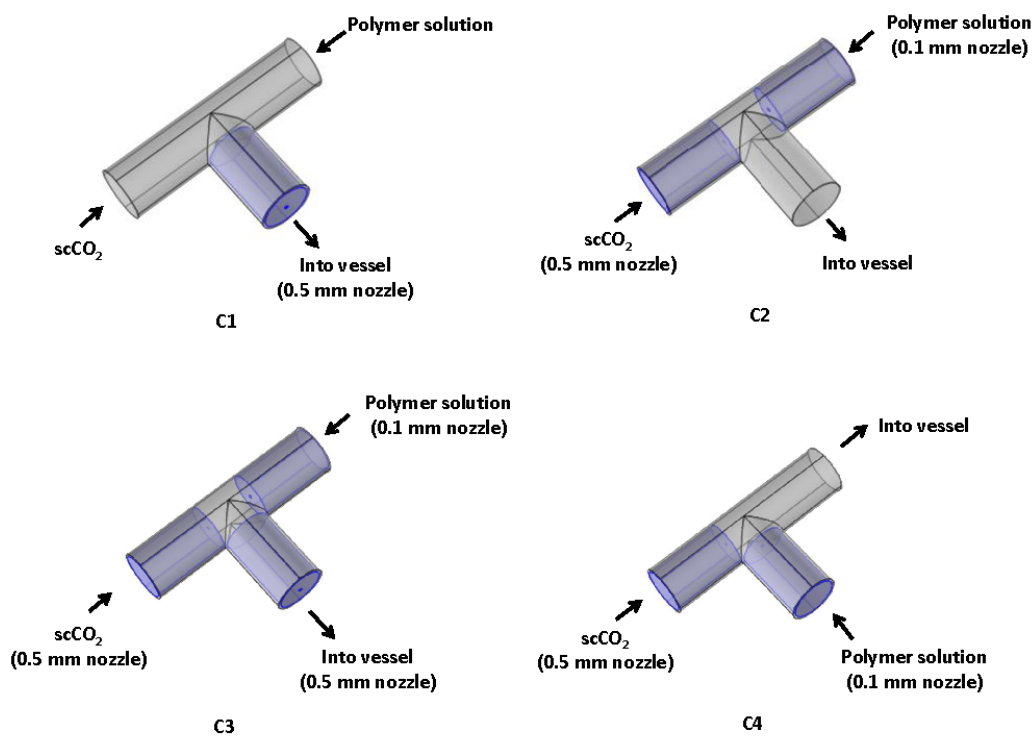 Polymer solution
scCO₂
Into vessel
(0.5 mm nozzle)
C1
Polymer solution
(0.1 mm nozzle)
scCO₂
(0.5 mm nozzle)
Into vessel
C2
Polymer solution
(0.1 mm nozzle)
scCO₂
(0.5 mm nozzle)
Into vessel
(0.5 mm nozzle)
C3
Into vessel
scCO₂
(0.5 mm nozzle)
Polymer solution
(0.1 mm nozzle)
C4